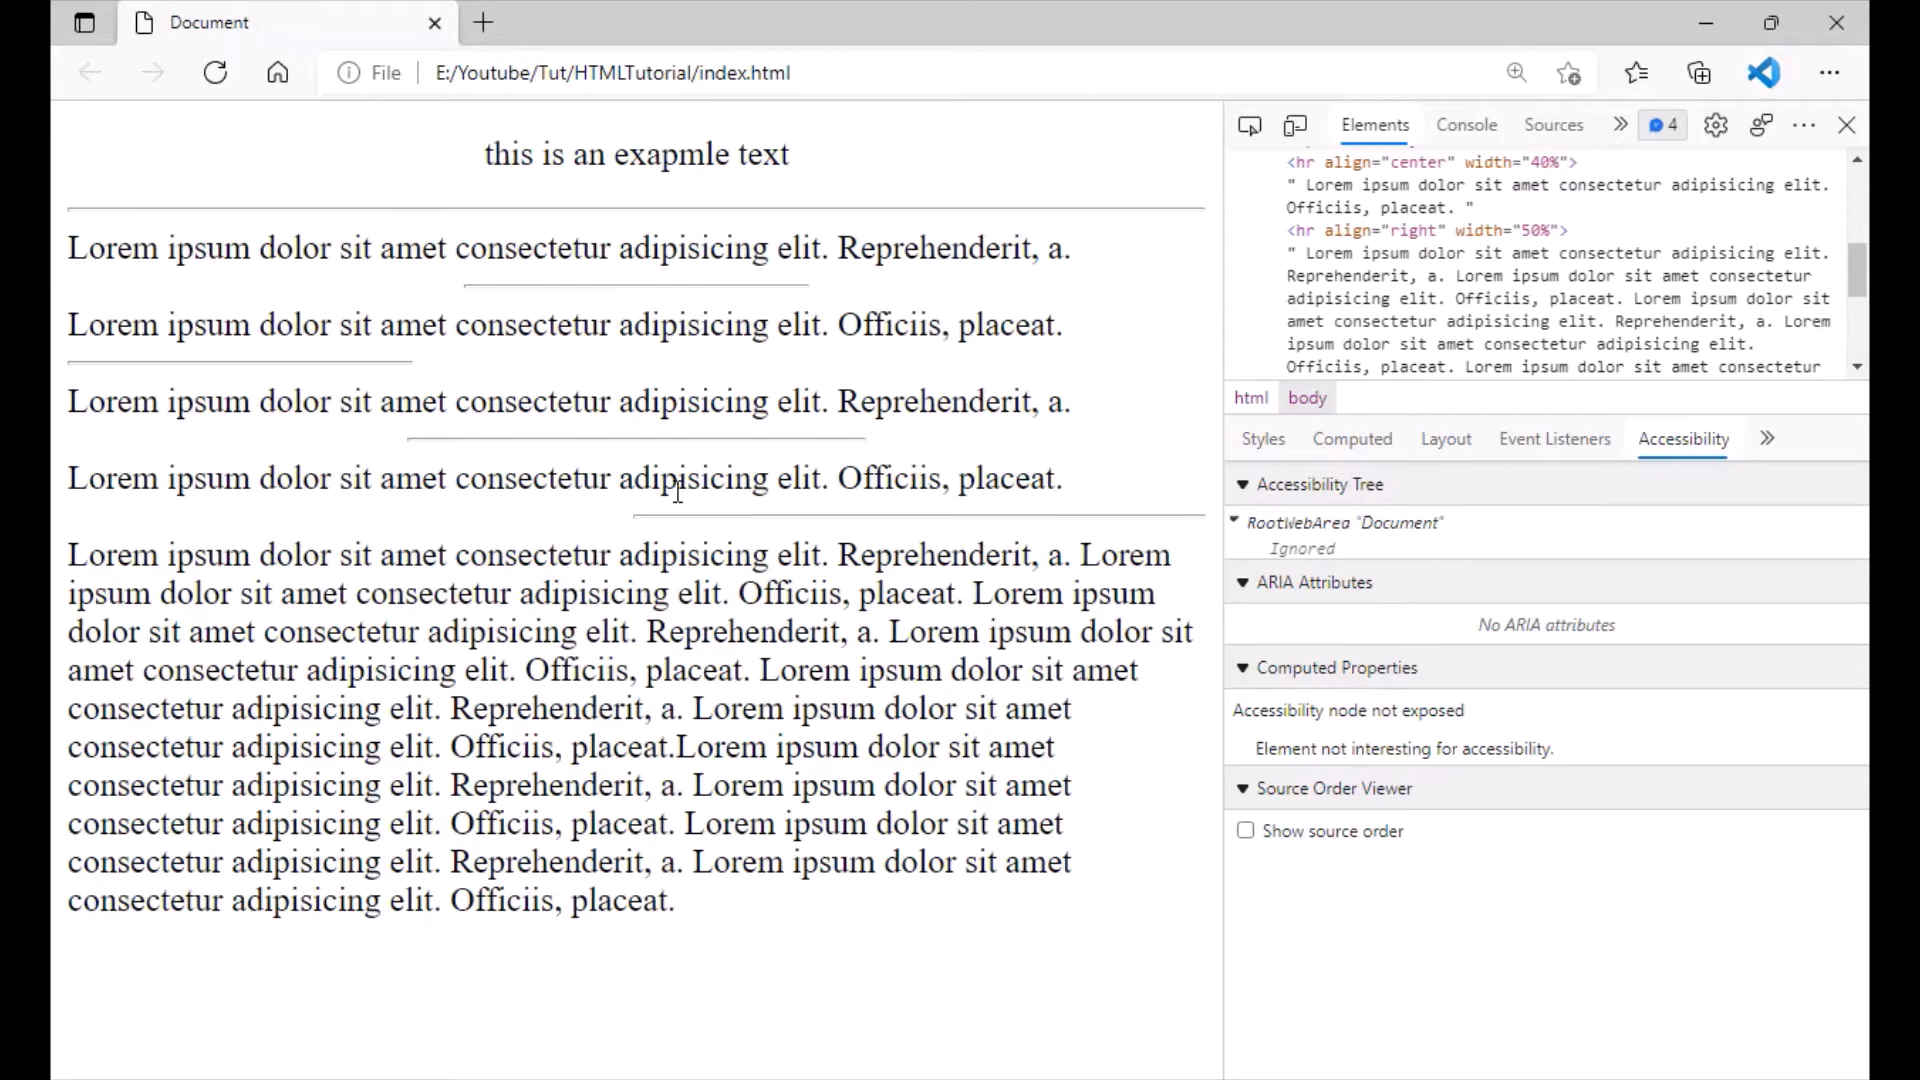 Document
File
E:/Youtube/Tut/HTMLTutorial/index.html
this is an exapmle text
Lorem ipsum dolor sit amet consectetur adipisicing elit. Reprehenderit, a.
Lorem ipsum dolor sit amet consectetur adipisicing elit. Officiis, placeat.
Lorem ipsum dolor sit amet consectetur adipisicing elit. Reprehenderit, a.
Lorem ipsum dolor sit amet consectetur adipisicing elit. Officiis, placeat.
Lorem ipsum dolor sit amet consectetur adipisicing elit. Reprehenderit, a. Lorem
ipsum dolor sit amet consectetur adipisicing elit. Officiis, placeat. Lorem ipsum
dolor sit amet consectetur adipisicing elit. Reprehenderit, a. Lorem ipsum dolor sit
amet consectetur adipisicing elit. Officiis, placeat. Lorem ipsum dolor sit amet
consectetur adipisicing elit. Reprehenderit, a. Lorem ipsum dolor sit amet
consectetur adipisicing elit. Officiis, placeat.Lorem ipsum dolor sit amet
consectetur adipisicing elit. Reprehenderit, a. Lorem ipsum dolor sit amet
consectetur adipisicing elit. Officiis, placeat. Lorem ipsum dolor sit amet
consectetur adipisicing elit. Reprehenderit, a. Lorem ipsum dolor sit amet
consectetur adipisicing elit. Officiis, placeat.
Elements Console Sources 4
<hr align="center" width="40%">
" Lorem ipsum dolor sit amet consectetur adipisicing elit.
Officiis, placeat. "
<hr align="right" width="50%">
" Lorem ipsum dolor sit amet consectetur adipisicing elit.
Reprehenderit, a. Lorem ipsum dolor sit amet consectetur
adipisicing elit. Officiis, placeat. Lorem ipsum dolor sit
amet consectetur adipisicing elit. Reprehenderit, a. Lorem
ipsum dolor sit amet consectetur adipisicing elit.
Officiis, placeat. Lorem ipsum dolor sit amet consectetur
html body
Styles Computed Layout Event Listeners Accessibility
Accessibility Tree
RootWebArea "Document"
Ignored
ARIA Attributes
No ARIA attributes
Computed Properties
Accessibility node not exposed
Element not interesting for accessibility.
Source Order Viewer
Show source order